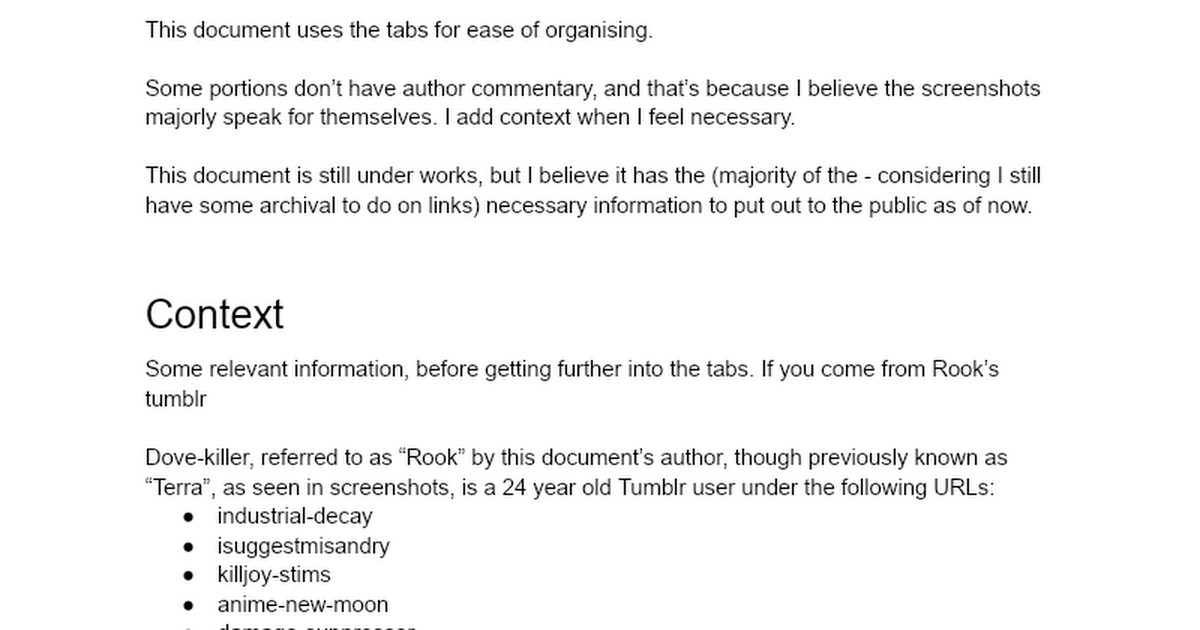 This document uses the tabs for ease of organising.
Some portions don’t have author commentary, and that’s because I believe the screenshots
majorly speak for themselves. I add context when I feel necessary.
This document is still under works, but I believe it has the (majority of the - considering I still
have some archival to do on links) necessary information to put out to the public as of now.
Context
Some relevant information, before getting further into the tabs. If you come from Rook’s
tumblr
Dove-killer, referred to as “Rook” by this document’s author, though previously known as
“Terra”, as seen in screenshots, is a 24 year old Tumblr user under the following URLs:
● industrial-decay
● isuggestmisandry
● killjoy-stims
● anime-new-moon